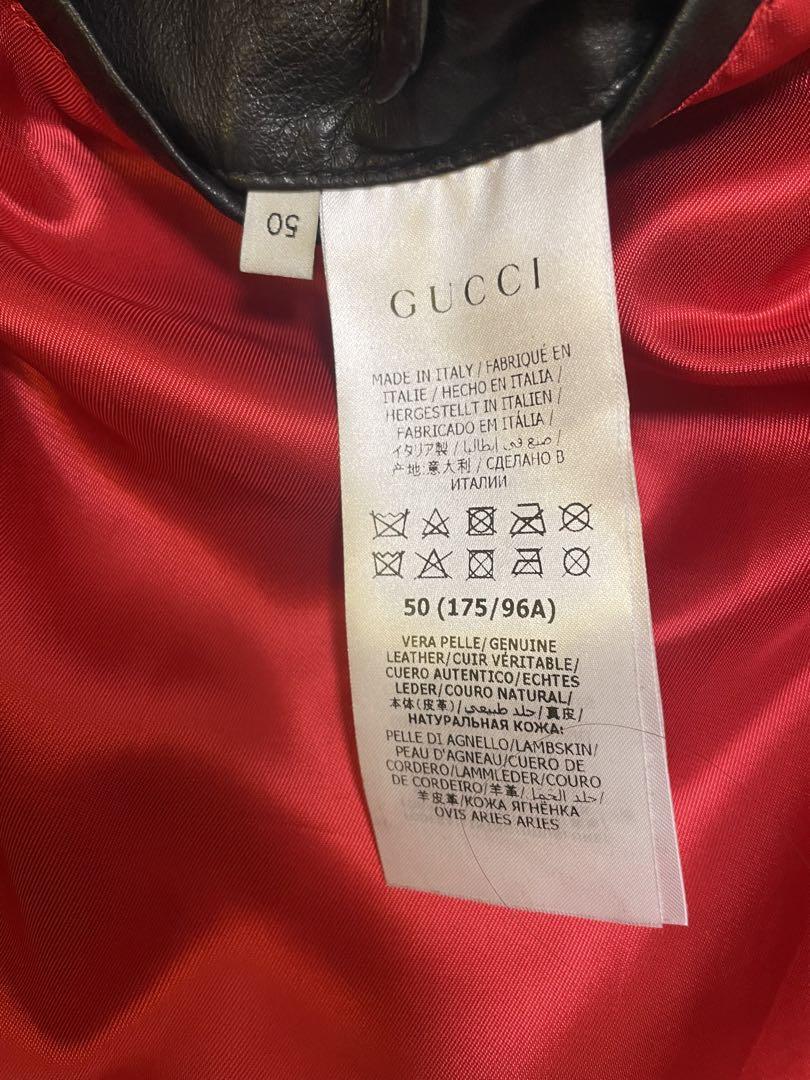 50
GUCCI
MADE IN ITALY / FABRIQUÉ EN
ITALIE / HECHO EN ITALIA /
HERGESTELLT IN ITALIEN /
FABRICADO EM ITÁLIA /
イタリア製 / صنع في إيطاليا /
产地:意大利 / СДЕЛАНО В
ИТАЛИИ
50 (175/96A)
VERA PELLE/GENUINE
LEATHER/CUIR VÉRITABLE/
CUERO AUTENTICO/ECHTES
LEDER/COURO NATURAL/
本体(皮革)/جلد طبيعي/真皮/
НАТУРАЛЬНАЯ КОЖА:
PELLE DI AGNELLO/LAMBSKIN/
PEAU D'AGNEAU/CUERO DE
CORDERO/LAMMLEDER/COURO
DE CORDEIRO/羊革/جلد الحمل/
羊皮革/КОЖА ЯГНЁНКА
OVIS ARIES ARIES